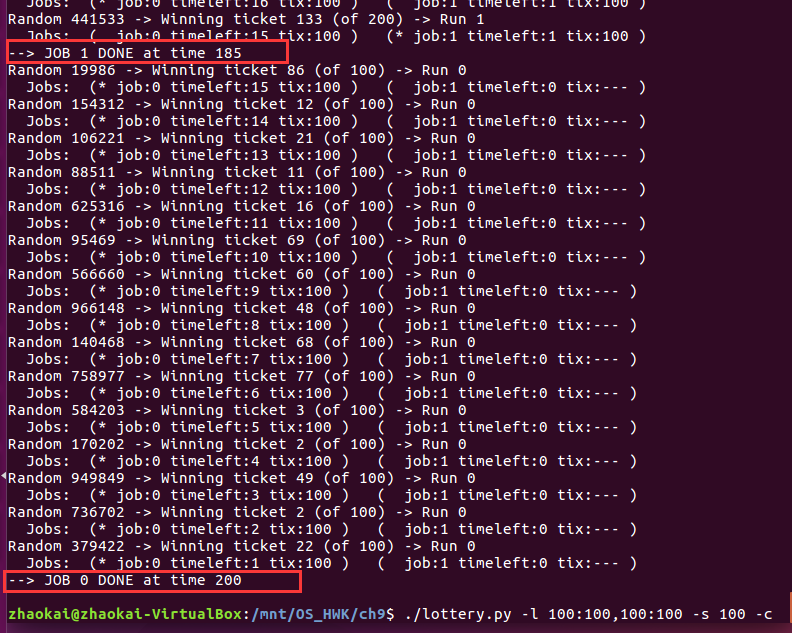 Jobs:  (* job:0 timeleft:16 tix:100 )   (  job:1 timeleft:1 tix:100 )
Random 441533 -> Winning ticket 133 (of 200) -> Run 1
  Jobs:  (  job:0 timeleft:15 tix:100 )   (* job:1 timeleft:1 tix:100 )
--> JOB 1 DONE at time 185
Random 19986 -> Winning ticket 86 (of 100) -> Run 0
  Jobs:  (* job:0 timeleft:15 tix:100 )   (  job:1 timeleft:0 tix:--- )
Random 154312 -> Winning ticket 12 (of 100) -> Run 0
  Jobs:  (* job:0 timeleft:14 tix:100 )   (  job:1 timeleft:0 tix:--- )
Random 106221 -> Winning ticket 21 (of 100) -> Run 0
  Jobs:  (* job:0 timeleft:13 tix:100 )   (  job:1 timeleft:0 tix:--- )
Random 88511 -> Winning ticket 11 (of 100) -> Run 0
  Jobs:  (* job:0 timeleft:12 tix:100 )   (  job:1 timeleft:0 tix:--- )
Random 625316 -> Winning ticket 16 (of 100) -> Run 0
  Jobs:  (* job:0 timeleft:11 tix:100 )   (  job:1 timeleft:0 tix:--- )
Random 95469 -> Winning ticket 69 (of 100) -> Run 0
  Jobs:  (* job:0 timeleft:10 tix:100 )   (  job:1 timeleft:0 tix:--- )
Random 566660 -> Winning ticket 60 (of 100) -> Run 0
  Jobs:  (* job:0 timeleft:9 tix:100 )   (  job:1 timeleft:0 tix:--- )
Random 966148 -> Winning ticket 48 (of 100) -> Run 0
  Jobs:  (* job:0 timeleft:8 tix:100 )   (  job:1 timeleft:0 tix:--- )
Random 140468 -> Winning ticket 68 (of 100) -> Run 0
  Jobs:  (* job:0 timeleft:7 tix:100 )   (  job:1 timeleft:0 tix:--- )
Random 758977 -> Winning ticket 77 (of 100) -> Run 0
  Jobs:  (* job:0 timeleft:6 tix:100 )   (  job:1 timeleft:0 tix:--- )
Random 584203 -> Winning ticket 3 (of 100) -> Run 0
  Jobs:  (* job:0 timeleft:5 tix:100 )   (  job:1 timeleft:0 tix:--- )
Random 170202 -> Winning ticket 2 (of 100) -> Run 0
  Jobs:  (* job:0 timeleft:4 tix:100 )   (  job:1 timeleft:0 tix:--- )
Random 949849 -> Winning ticket 49 (of 100) -> Run 0
  Jobs:  (* job:0 timeleft:3 tix:100 )   (  job:1 timeleft:0 tix:--- )
Random 736702 -> Winning ticket 2 (of 100) -> Run 0
  Jobs:  (* job:0 timeleft:2 tix:100 )   (  job:1 timeleft:0 tix:--- )
Random 379422 -> Winning ticket 22 (of 100) -> Run 0
  Jobs:  (* job:0 timeleft:1 tix:100 )   (  job:1 timeleft:0 tix:--- )
--> JOB 0 DONE at time 200
zhaokai@zhaokai-VirtualBox:/mnt/OS_HWK/ch9$ ./lottery.py -l 100:100,100:100 -s 100 -c